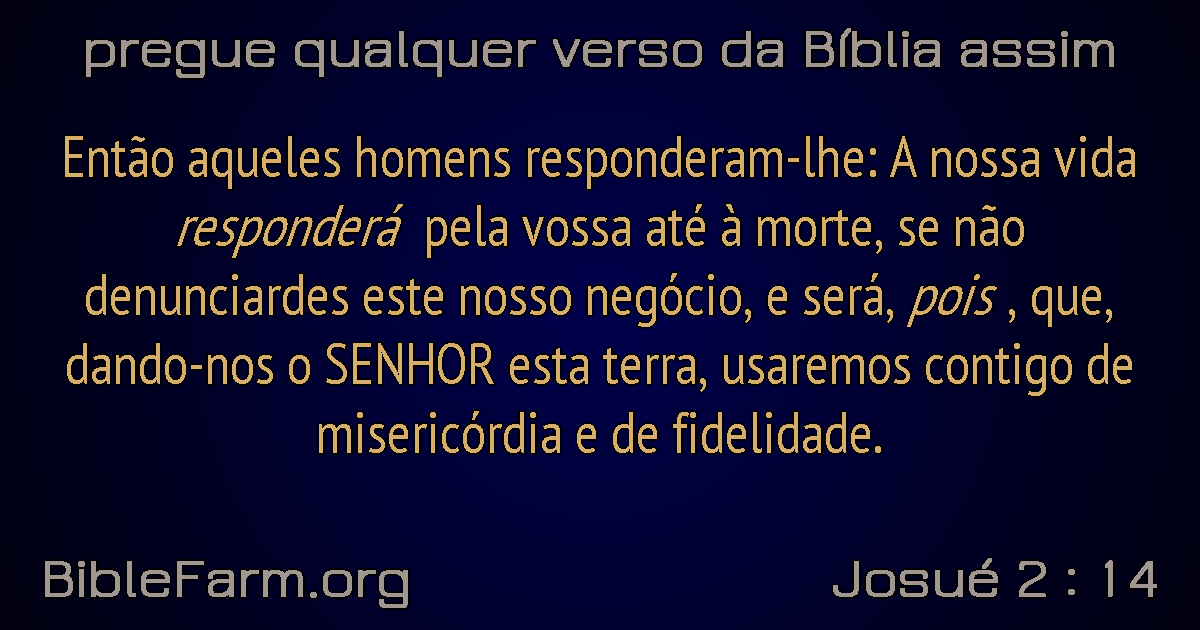 pregue qualquer verso da Bíblia assim
Então aqueles homens responderam-lhe: A nossa vida
responderá pela vossa até à morte, se não
denunciardes este nosso negócio, e será, pois , que,
dando-nos o SENHOR esta terra, usaremos contigo de
misericórdia e de fidelidade.
BibleFarm.org
Josué 2 : 14